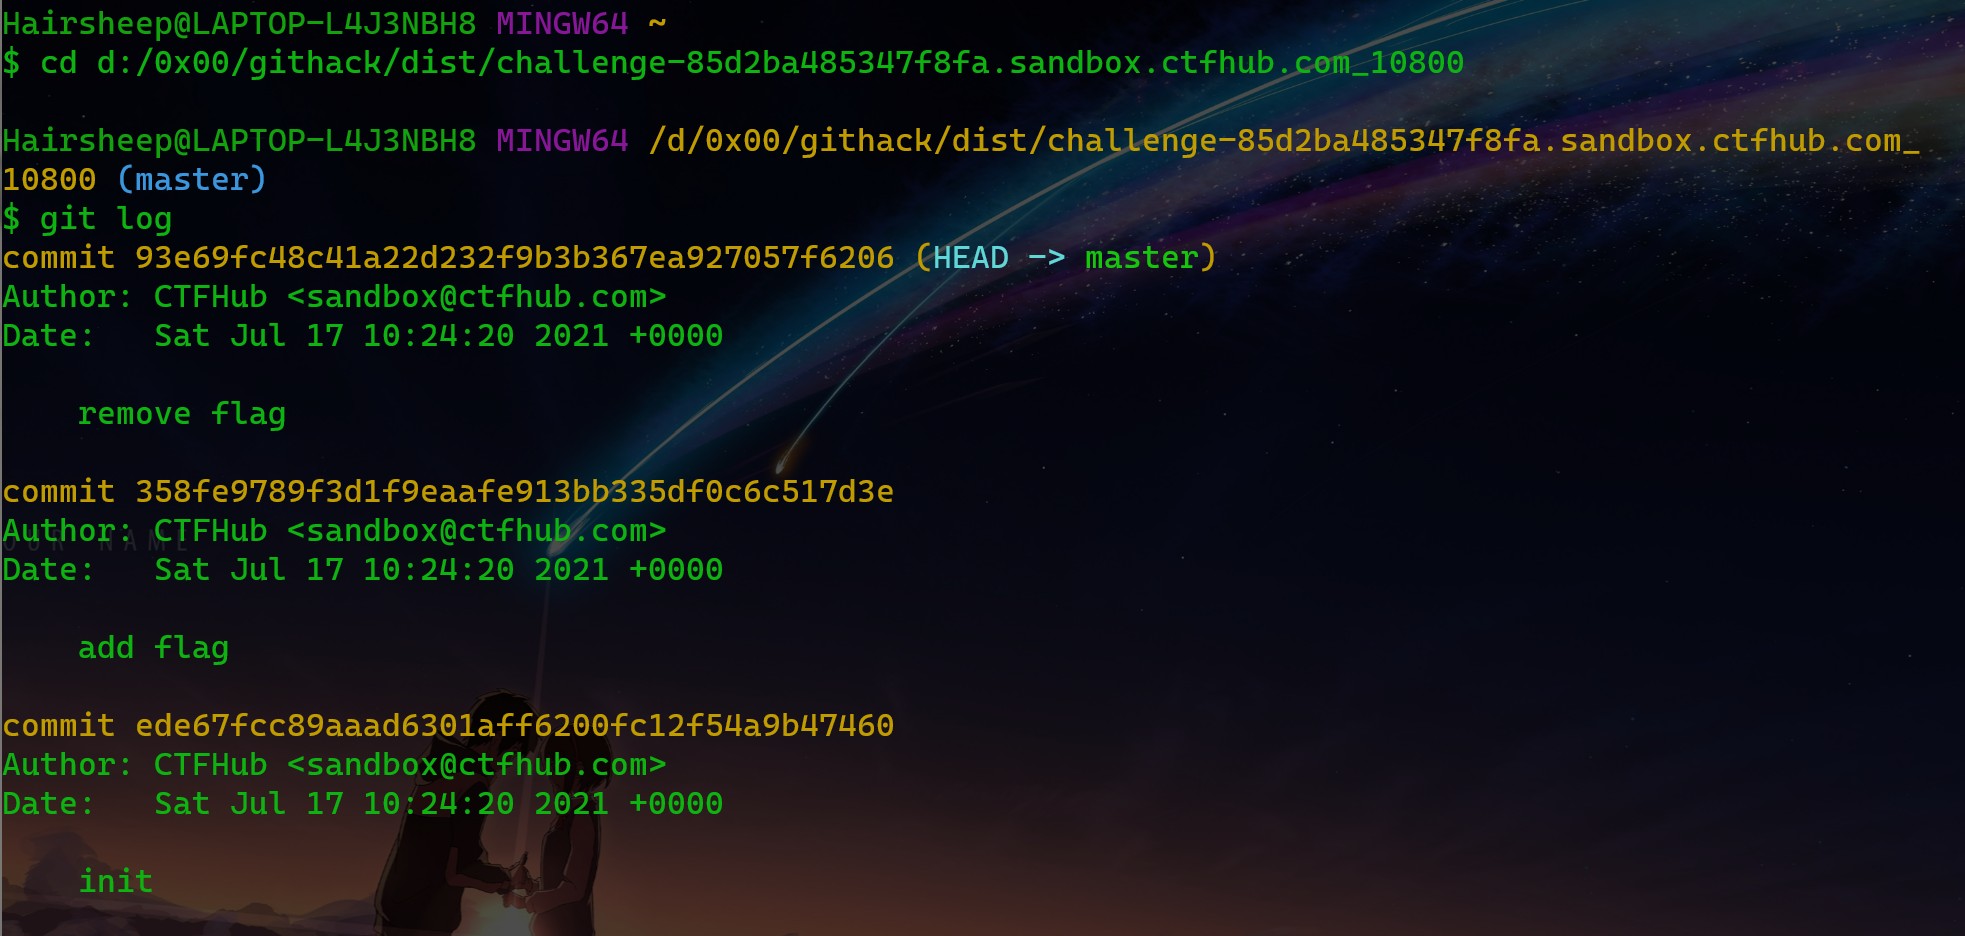 Hairsheep@LAPTOP-L4J3NBH8 MINGW64 ~
$ cd d:/0x00/githack/dist/challenge-85d2ba485347f8fa.sandbox.ctfhub.com_10800
Hairsheep@LAPTOP-L4J3NBH8 MINGW64 /d/0x00/githack/dist/challenge-85d2ba485347f8fa.sandbox.ctfhub.com_
10800 (master)
$ git log
commit 93e69fc48c41a22d232f9b3b367ea927057f6206 (HEAD -> master)
Author: CTFHub <sandbox@ctfhub.com>
Date:   Sat Jul 17 10:24:20 2021 +0000
    remove flag
commit 358fe9789f3d1f9eaafe913bb335df0c6c517d3e
Author: CTFHub <sandbox@ctfhub.com>
OUR NAME
Date:   Sat Jul 17 10:24:20 2021 +0000
    add flag
commit ede67fcc89aaad6301aff6200fc12f54a9b47460
Author: CTFHub <sandbox@ctfhub.com>
Date:   Sat Jul 17 10:24:20 2021 +0000
    init